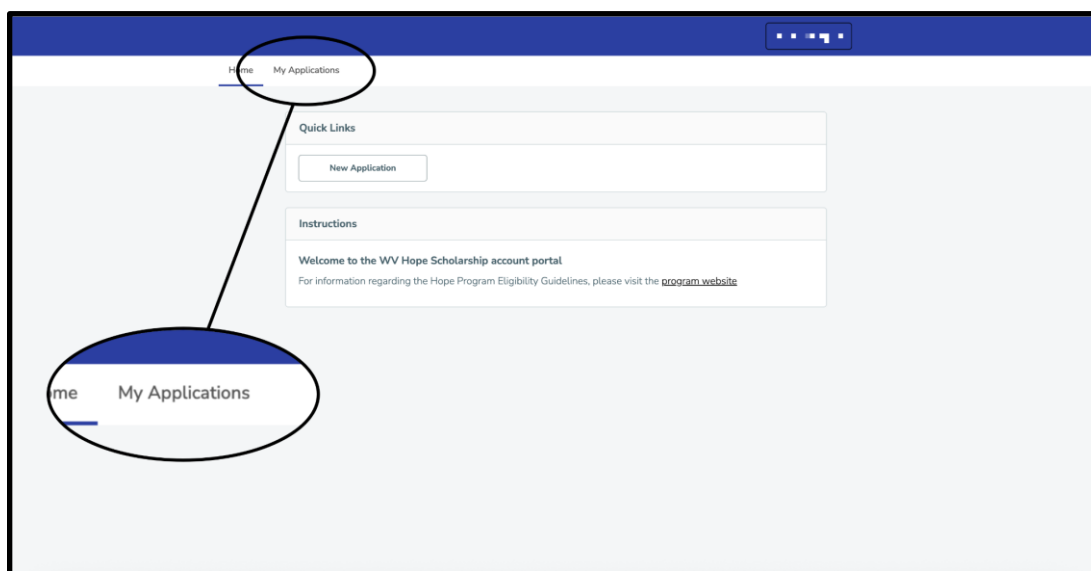 Home My Applications
Quick Links
New Application
Instructions
Welcome to the WV Hope Scholarship account portal
For information regarding the Hope Program Eligibility Guidelines, please visit the program website
ome My Applications